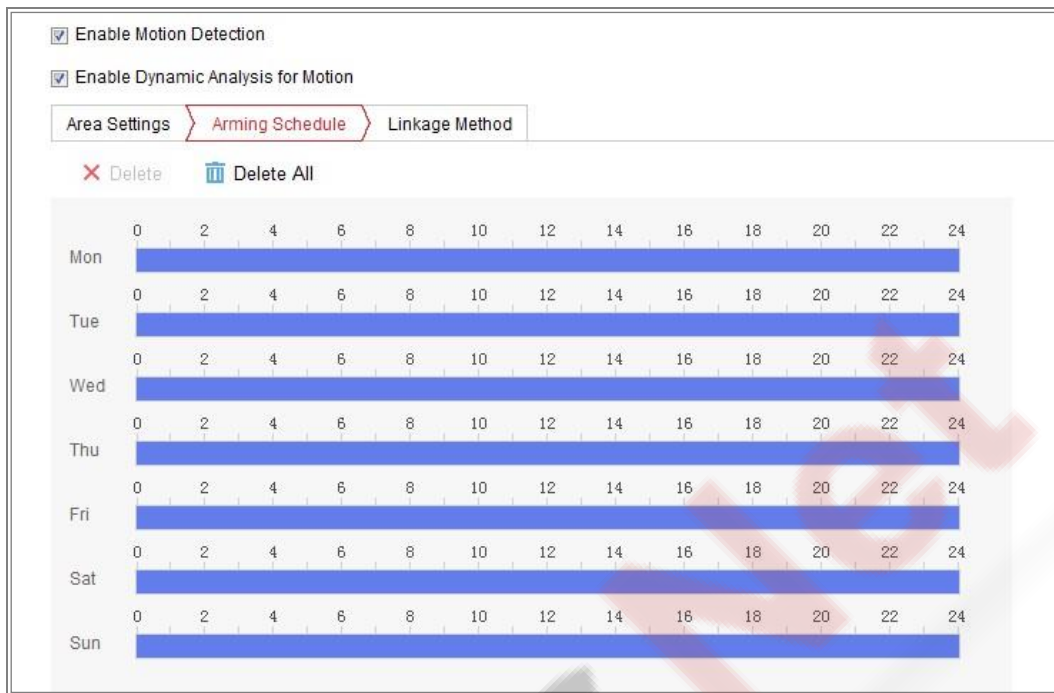 Enable Motion Detection
Enable Dynamic Analysis for Motion
Area Settings Arming Schedule Linkage Method
Delete Delete All
0 2 4 6 8 10 12 14 16 18 20 22 24
Mon
0 2 4 6 8 10 12 14 16 18 20 22 24
Tue
0 2 4 6 8 10 12 14 16 18 20 22 24
Wed
0 2 4 6 8 10 12 14 16 18 20 22 24
Thu
0 2 4 6 8 10 12 14 16 18 20 22 24
Fri
0 2 4 6 8 10 12 14 16 18 20 22 24
Sat
0 2 4 6 8 10 12 14 16 18 20 22 24
Sun
Net